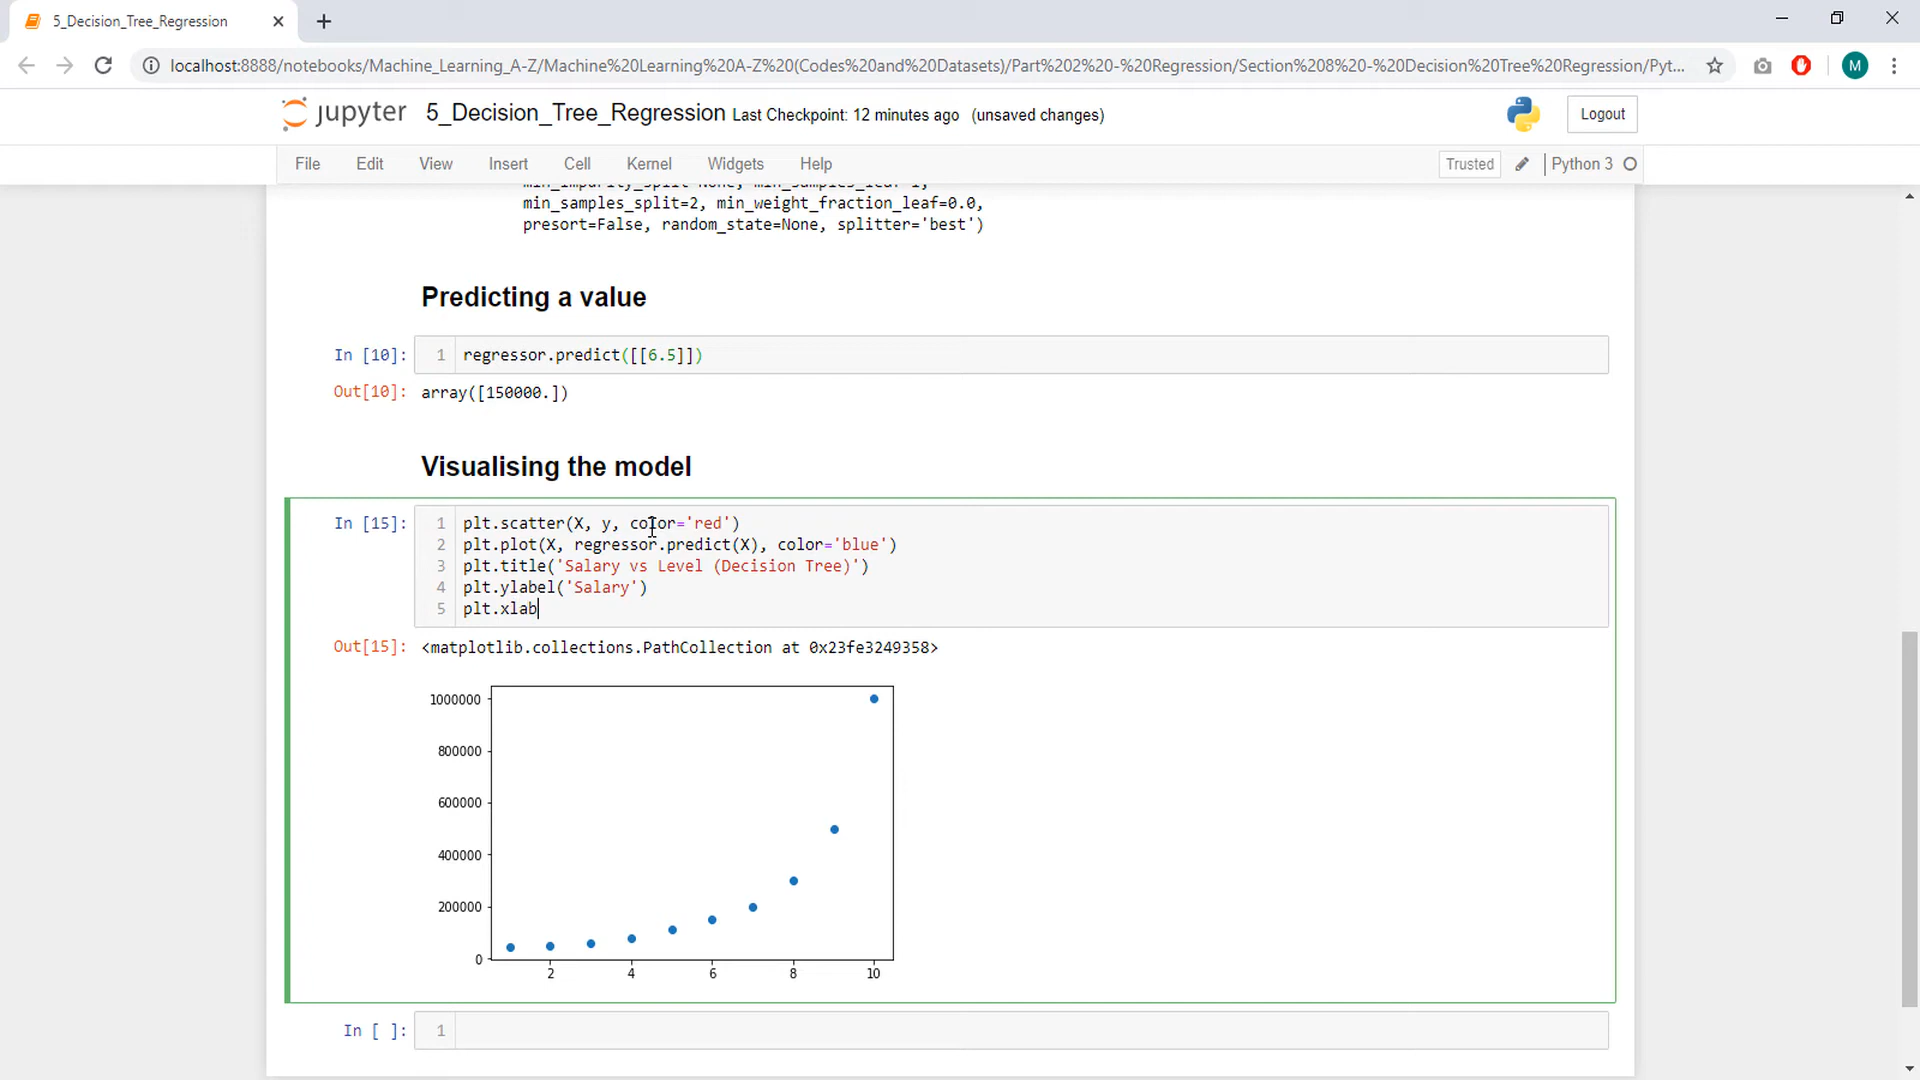 5_Decision_Tree_Regression
localhost:8888/notebooks/Machine_Learning_A-Z/Machine%20Learning%20A-Z%20(Codes%20and%20Datasets)/Part%202%20-%20Regression/Section%208%20-%20Decision%20Tree%20Regression/Pyt...
M
jupyter 5_Decision_Tree_Regression Last Checkpoint: 12 minutes ago (unsaved changes)
Logout
File Edit View Insert Cell Kernel Widgets Help
Trusted Python 3
min_samples_split=2, min_weight_fraction_leaf=0.0,
presort=False, random_state=None, splitter='best')
Predicting a value
In [10]: 1 regressor.predict([[6.5]])
Out[10]: array([150000.])
Visualising the model
In [15]: 1 plt.scatter(X, y, color='red')
2 plt.plot(X, regressor.predict(X), color='blue')
3 plt.title('Salary vs Level (Decision Tree)')
4 plt.ylabel('Salary')
5 plt.xlab
Out[15]: <matplotlib.collections.PathCollection at 0x23fe3249358>
1000000
800000
600000
400000
200000
0
2 4 6 8 10
In [ ]: 1